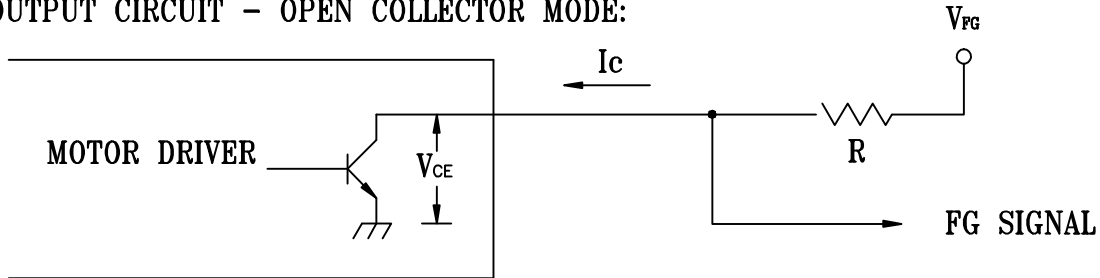 OUTPUT CIRCUIT - OPEN COLLECTOR MODE:
VFG
Ic
MOTOR DRIVER
VCE
R
FG SIGNAL